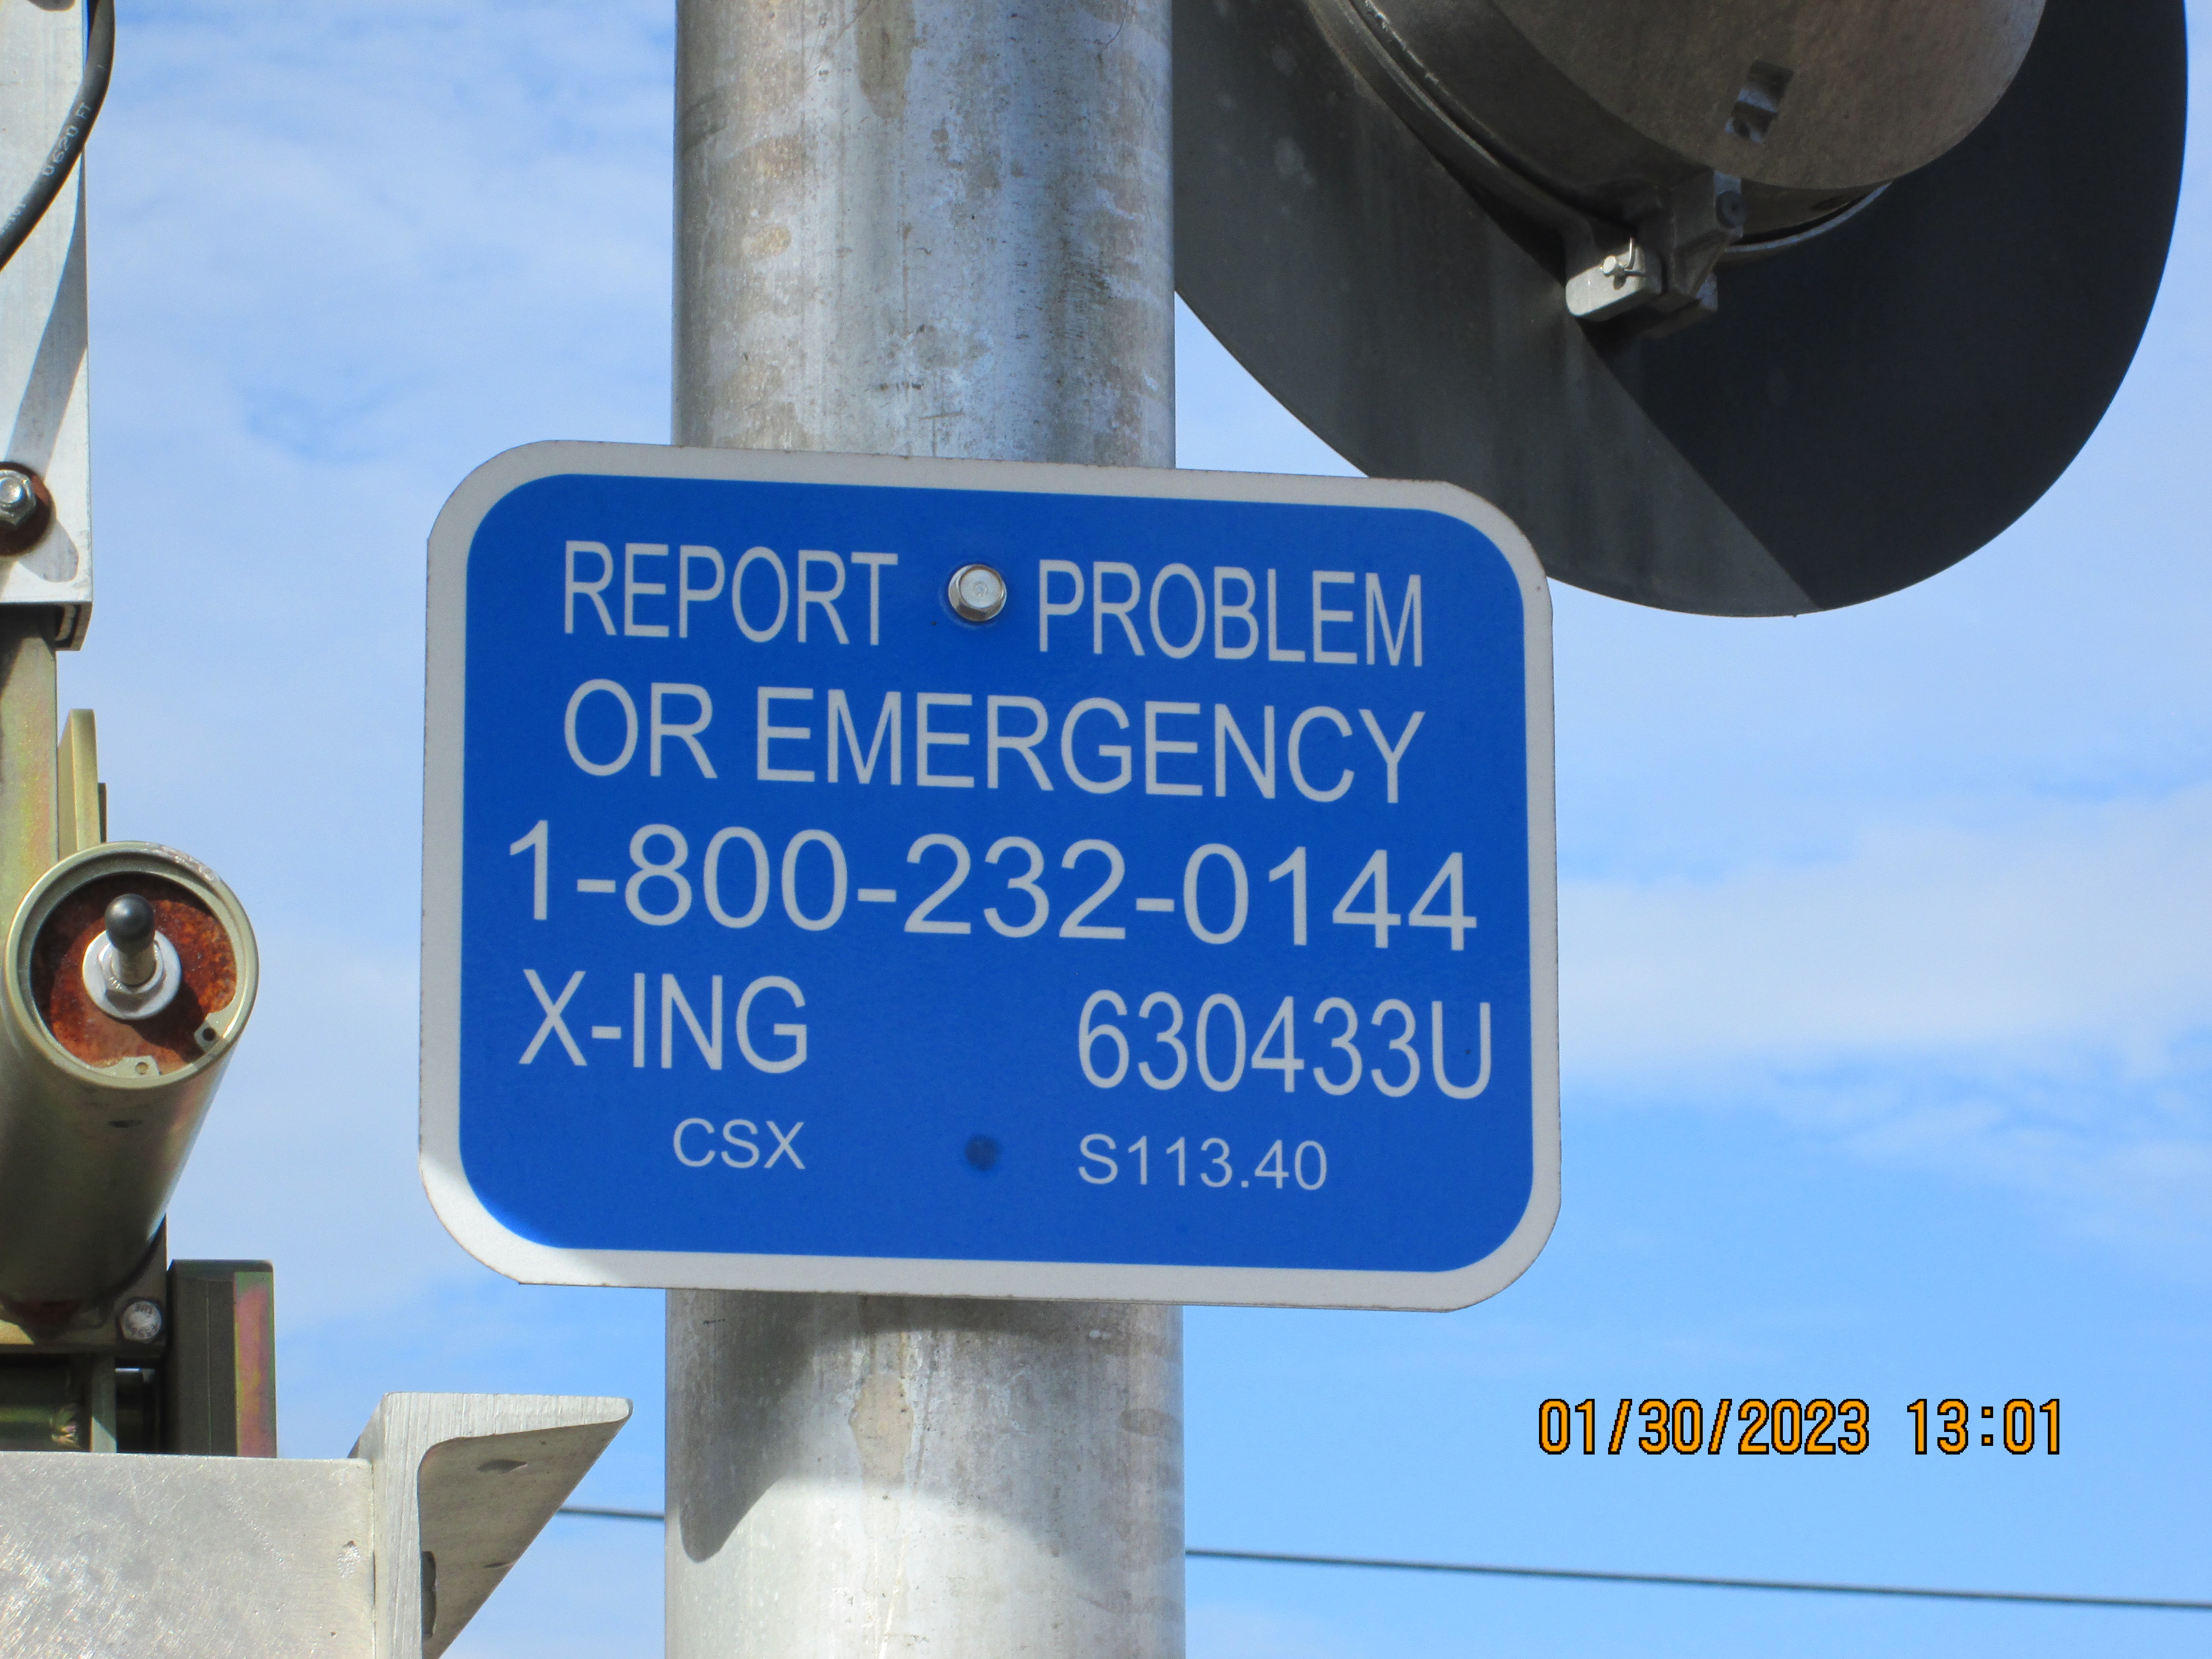 REPORT PROBLEM
OR EMERGENCY
1-800-232-0144
X-ING 630433U
CSX S113.40
01/30/2023 13:01